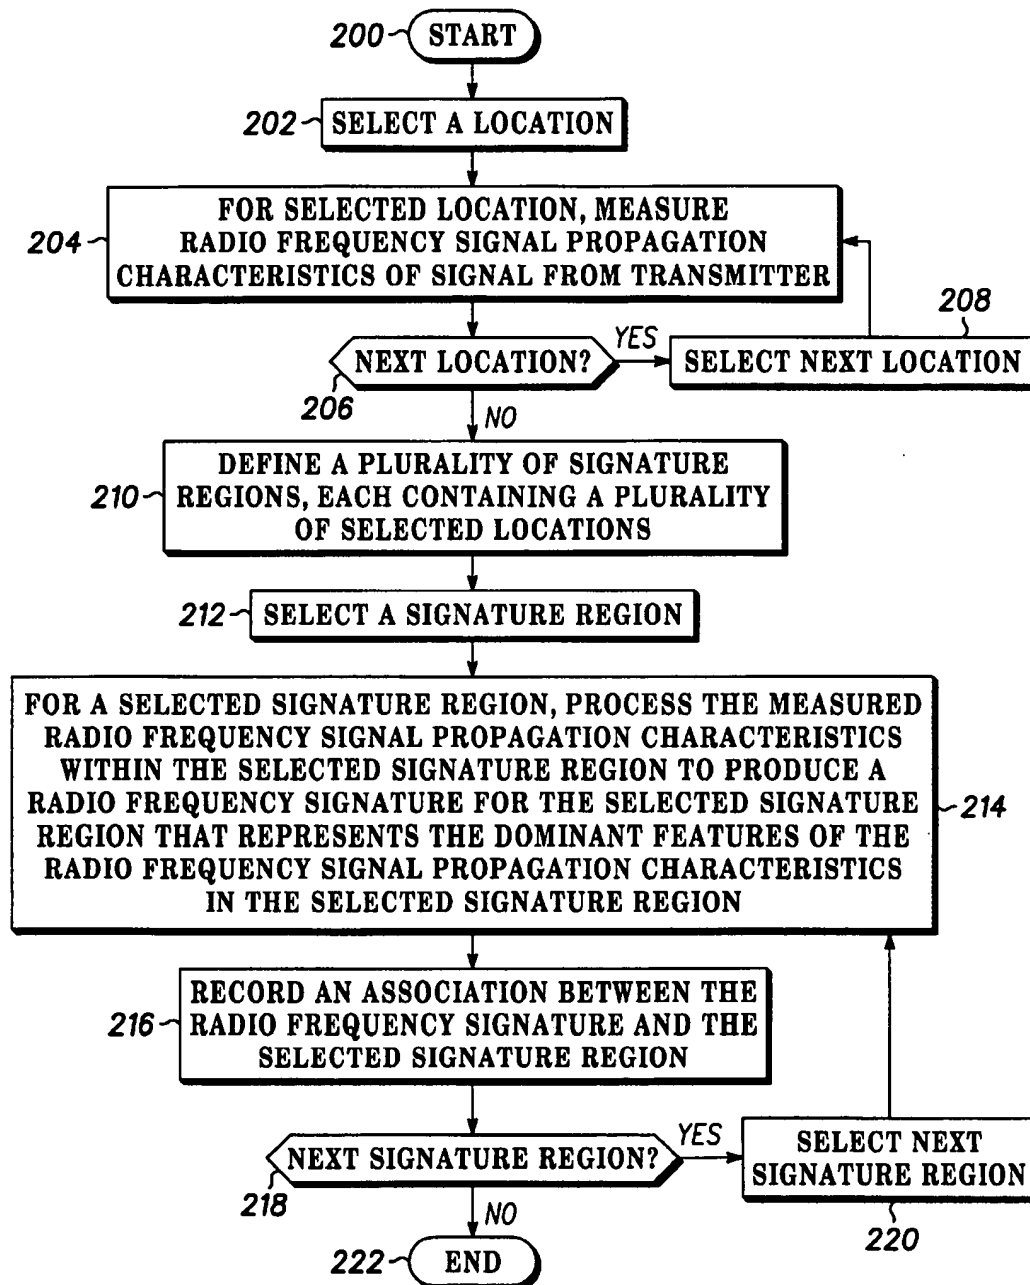 200
START
202
SELECT A LOCATION
FOR SELECTED LOCATION, MEASURE
204
RADIO FREQUENCY SIGNAL PROPAGATION
CHARACTERISTICS OF SIGNAL FROM TRANSMITTER
NEXT LOCATION?
206
YES
208
SELECT NEXT LOCATION
NO
DEFINE A PLURALITY OF SIGNATURE
210
REGIONS, EACH CONTAINING A PLURALITY
OF SELECTED LOCATIONS
212
SELECT A SIGNATURE REGION
FOR A SELECTED SIGNATURE REGION, PROCESS THE MEASURED
RADIO FREQUENCY SIGNAL PROPAGATION CHARACTERISTICS
WITHIN THE SELECTED SIGNATURE REGION TO PRODUCE A
RADIO FREQUENCY SIGNATURE FOR THE SELECTED SIGNATURE
214
REGION THAT REPRESENTS THE DOMINANT FEATURES OF THE
RADIO FREQUENCY SIGNAL PROPAGATION CHARACTERISTICS
IN THE SELECTED SIGNATURE REGION
RECORD AN ASSOCIATION BETWEEN THE
216
RADIO FREQUENCY SIGNATURE AND THE
SELECTED SIGNATURE REGION
NEXT SIGNATURE REGION?
218
YES
SELECT NEXT
SIGNATURE REGION
220
NO
222
END